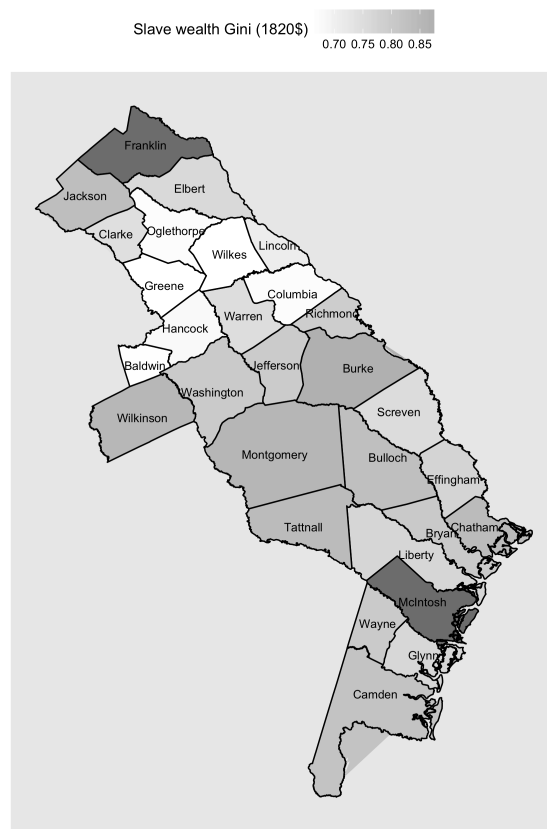 Slave wealth Gini (1820$)
0.70 0.75 0.80 0.85
Franklin
Jackson
Elbert
Clarke
Oglethorpe
Wilkes
Lincoln
Greene
Columbia
Hancock
Warren
Richmond
Baldwin
Jefferson
Burke
Washington
Wilkinson
Screven
Montgomery
Bulloch
Effingham
Tattnall
Bryan
Chatham
Liberty
McIntosh
Wayne
Glynn
Camden